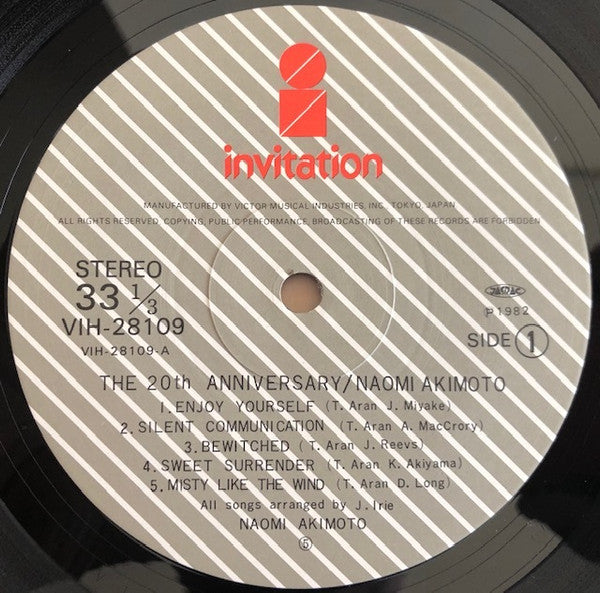 invitation
MANUFACTURED BY VICTOR MUSICAL INDUSTRIES, INC., TOKYO, JAPAN
ALL RIGHTS RESERVED, COPYING, PUBLIC PERFORMANCE, BROADCASTING OF THESE RECORDS ARE FORBIDDEN
STEREO
33 1/3
VIH-28109
VIH-28109-A
JASRAC
℗1982
SIDE 1
THE 20th ANNIVERSARY/NAOMI AKIMOTO
1. ENJOY YOURSELF (T. Aran J. Miyake)
2. SILENT COMMUNICATION (T. Aran A. MacCrory)
3. BEWITCHED (T. Aran J. Reevs)
4. SWEET SURRENDER (T. Aran K. Akiyama)
5. MISTY LIKE THE WIND (T. Aran D. Long)
All songs arranged by J. Irie
NAOMI AKIMOTO
⑤